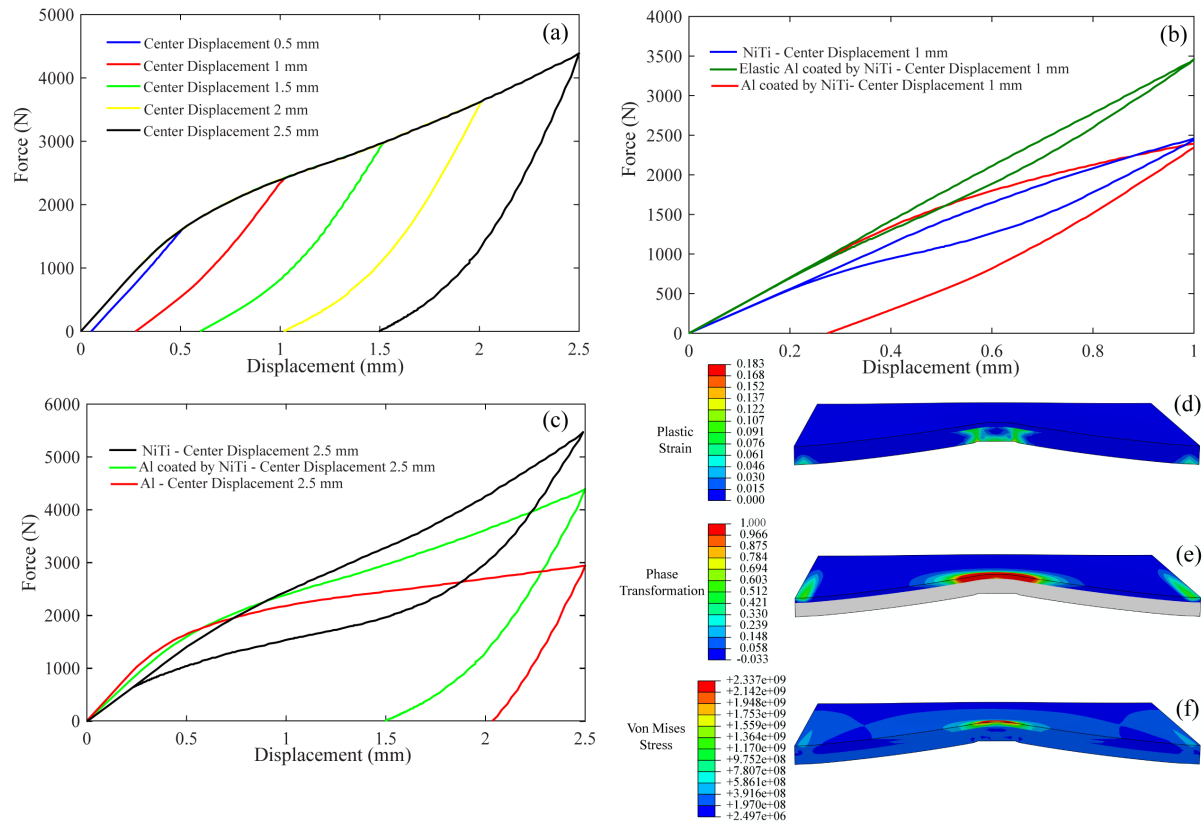 (a)
Force (N)
5000
4000
3000
2000
1000
0
Center Displacement 0.5 mm
Center Displacement 1 mm
Center Displacement 1.5 mm
Center Displacement 2 mm
Center Displacement 2.5 mm
0 0.5 1 1.5 2 2.5
Displacement (mm)
(b)
Force (N)
4000
3500
3000
2500
2000
1500
1000
500
0
NiTi - Center Displacement 1 mm
Elastic Al coated by NiTi - Center Displacement 1 mm
Al coated by NiTi- Center Displacement 1 mm
0 0.2 0.4 0.6 0.8 1
Displacement (mm)
(c)
Force (N)
6000
5000
4000
3000
2000
1000
0
NiTi - Center Displacement 2.5 mm
Al coated by NiTi - Center Displacement 2.5 mm
Al - Center Displacement 2.5 mm
0 0.5 1 1.5 2 2.5
Displacement (mm)
(d)
Plastic
Strain
0.183
0.168
0.152
0.137
0.122
0.107
0.091
0.076
0.061
0.046
0.030
0.015
0.000
(e)
Phase
Transformation
1.000
0.966
0.875
0.784
0.694
0.603
0.512
0.421
0.330
0.239
0.148
0.058
-0.033
(f)
Von Mises
Stress
+2.337e+09
+2.142e+09
+1.948e+09
+1.753e+09
+1.559e+09
+1.364e+09
+1.170e+09
+9.752e+08
+7.807e+08
+5.861e+08
+3.916e+08
+1.970e+08
+2.497e+06